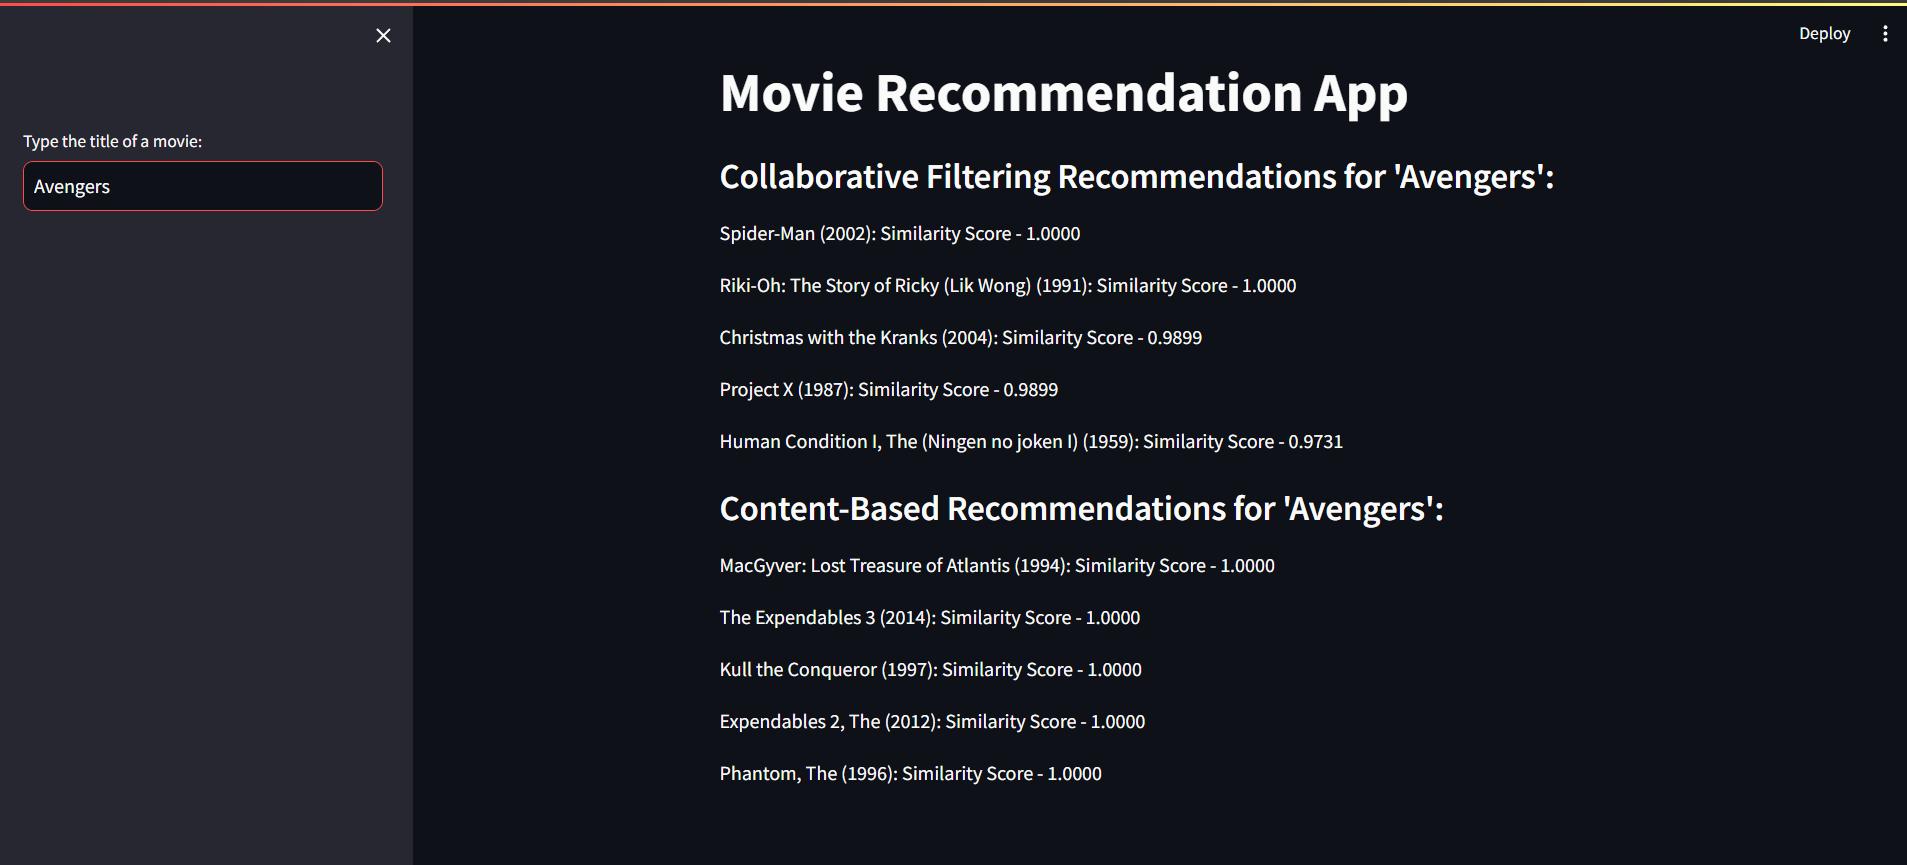 Deploy
Type the title of a movie:
Avengers
Movie Recommendation App
Collaborative Filtering Recommendations for 'Avengers':
Spider-Man (2002): Similarity Score - 1.0000
Riki-Oh: The Story of Ricky (Lik Wong) (1991): Similarity Score - 1.0000
Christmas with the Kranks (2004): Similarity Score - 0.9899
Project X (1987): Similarity Score - 0.9899
Human Condition I, The (Ningen no joken I) (1959): Similarity Score - 0.9731
Content-Based Recommendations for 'Avengers':
MacGyver: Lost Treasure of Atlantis (1994): Similarity Score - 1.0000
The Expendables 3 (2014): Similarity Score - 1.0000
Kull the Conqueror (1997): Similarity Score - 1.0000
Expendables 2, The (2012): Similarity Score - 1.0000
Phantom, The (1996): Similarity Score - 1.0000